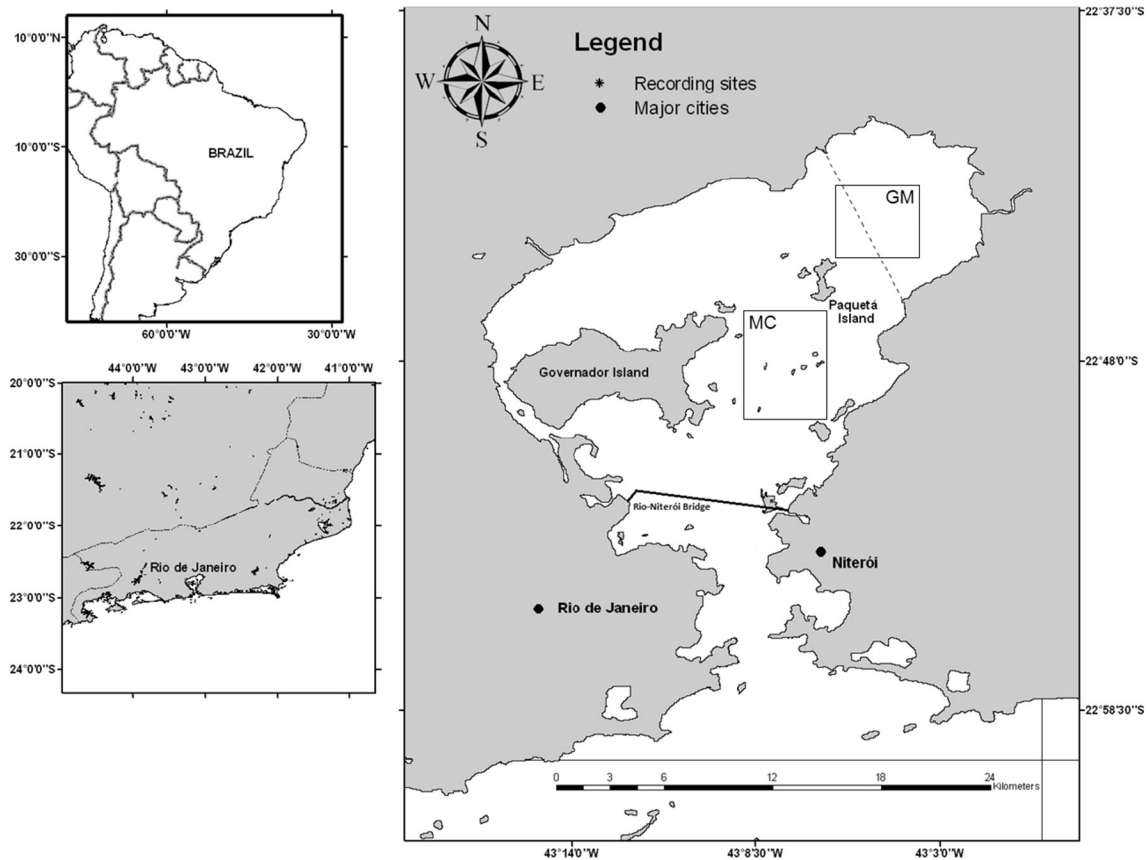 10°0'0"N
10°0'0"S
30°0'0"S
BRAZIL
60°0'0"W
30°0'0"W
44°0'0"W
43°0'0"W
42°0'0"W
41°0'0"W
20°0'0"S
21°0'0"S
22°0'0"S
23°0'0"S
24°0'0"S
Rio de Janeiro
N
W
E
S
Legend
Recording sites
Major cities
GM
MC
Paquetá
Island
Governador Island
Rio-Niterói Bridge
Niterói
Rio de Janeiro
0
3
6
12
18
24
Kilometers
22°37'30"S
22°48'0"S
22°58'30"S
43°14'0"W
43°8'30"W
43°3'0"W